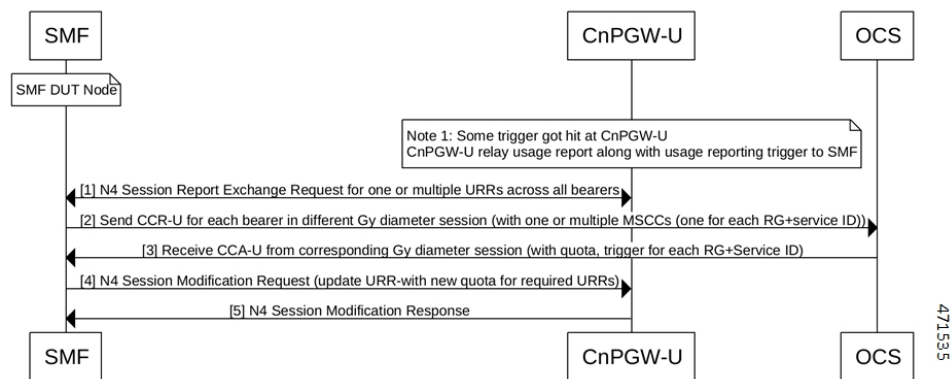 SMF
CnPGW-U
OCS
SMF DUT Node
Note 1: Some trigger got hit at CnPGW-U
CnPGW-U relay usage report along with usage reporting trigger to SMF
[1] N4 Session Report Exchange Request for one or multiple URRs across all bearers
[2] Send CCR-U for each bearer in different Gy diameter session (with one or multiple MSCCs (one for each RG+service ID))
[3] Receive CCA-U from corresponding Gy diameter session (with quota, trigger for each RG+Service ID)
[4] N4 Session Modification Request (update URR-with new quota for required URRs)
[5] N4 Session Modification Response
SMF
CnPGW-U
OCS
471535